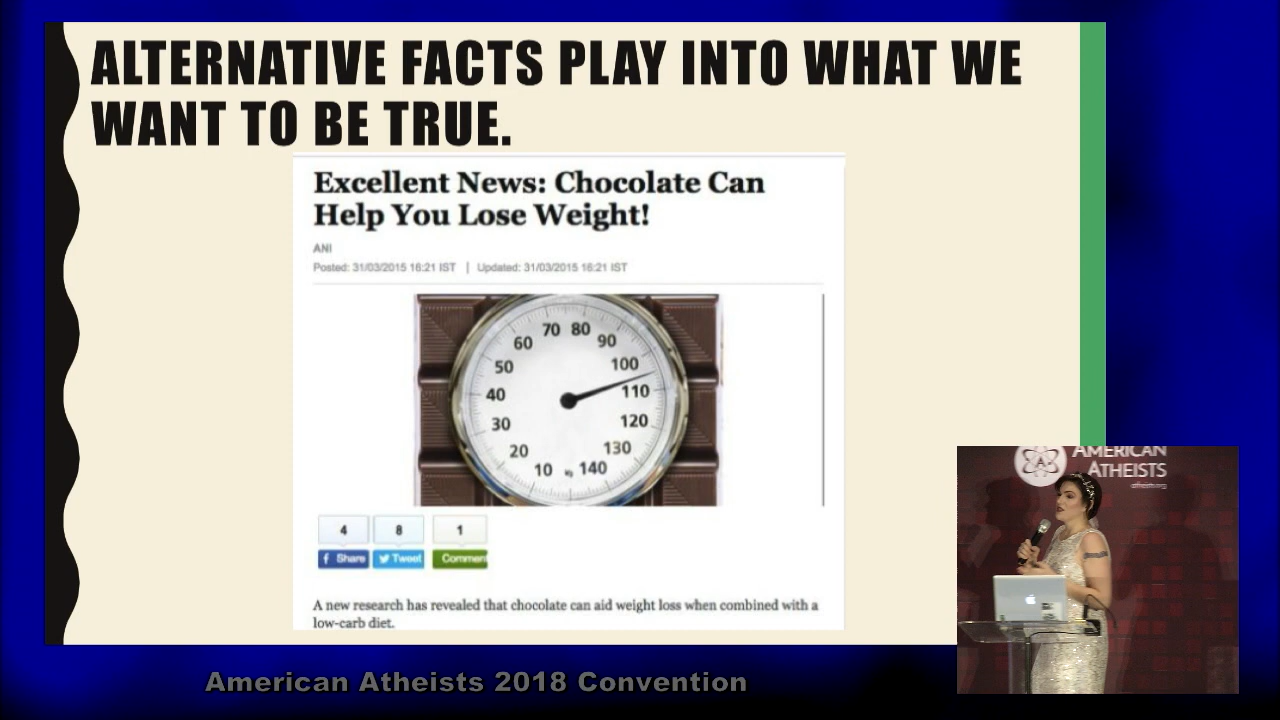 ALTERNATIVE FACTS PLAY INTO WHAT WE
WANT TO BE TRUE.
Excellent News: Chocolate Can
Help You Lose Weight!
ANI
Posted: 31/03/2015 16:21 IST | Updated: 31/03/2015 16:21 IST
70 80
60 90
50 100
40 110
30 120
20 130
10 kg 140
4 8 1
Share Tweet Comment
A new research has revealed that chocolate can aid weight loss when combined with a
low-carb diet.
AMERICAN
ATHEISTS
atheists.org
American Atheists 2018 Convention